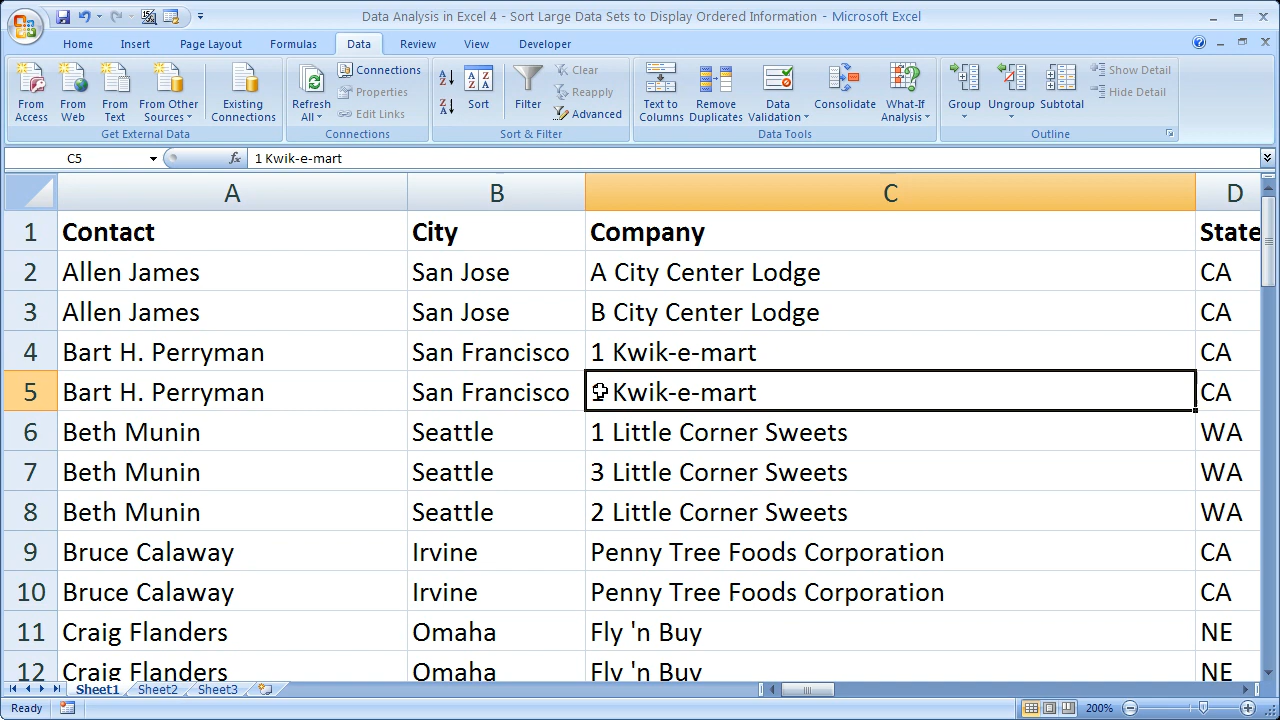 Data Analysis in Excel 4 - Sort Large Data Sets to Display Ordered Information - Microsoft Excel
Home Insert Page Layout Formulas Data Review View Developer
From Access
From Web
From Text
From Other Sources
Existing Connections
Get External Data
Refresh All
Connections
Properties
Edit Links
Connections
Sort
Filter
Clear
Reapply
Advanced
Sort & Filter
Text to Columns
Remove Duplicates
Data Validation
Consolidate
What-If Analysis
Data Tools
Group
Ungroup
Subtotal
Show Detail
Hide Detail
Outline
C5 fx 1 Kwik-e-mart
A B C D
1 Contact City Company State
2 Allen James San Jose A City Center Lodge CA
3 Allen James San Jose B City Center Lodge CA
4 Bart H. Perryman San Francisco 1 Kwik-e-mart CA
5 Bart H. Perryman San Francisco 1 Kwik-e-mart CA
6 Beth Munin Seattle 1 Little Corner Sweets WA
7 Beth Munin Seattle 3 Little Corner Sweets WA
8 Beth Munin Seattle 2 Little Corner Sweets WA
9 Bruce Calaway Irvine Penny Tree Foods Corporation CA
10 Bruce Calaway Irvine Penny Tree Foods Corporation CA
11 Craig Flanders Omaha Fly 'n Buy NE
12 Craig Flanders Omaha Fly 'n Buy NE
Sheet1 Sheet2 Sheet3
Ready 200%